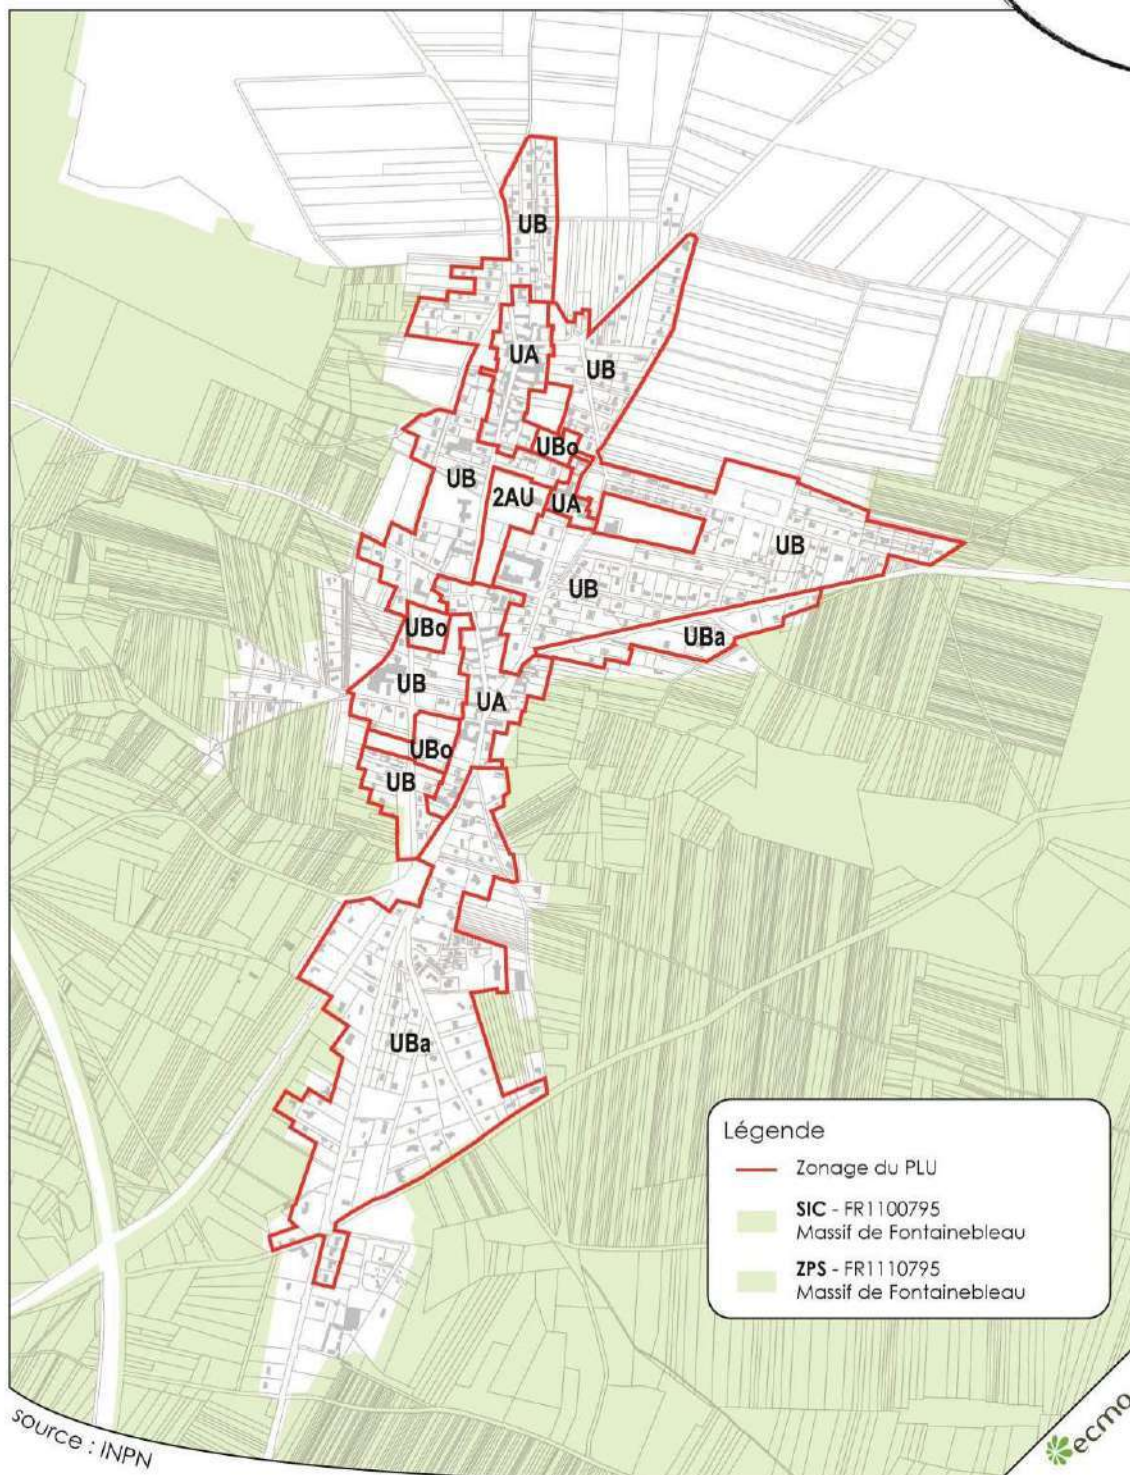 UB
UA
UB
UBo
UB
2AU
UA
UB
UB
UBo
UBa
UB
UA
UBo
UB
UBa
Légende
Zonage du PLU
SIC - FR1100795
Massif de Fontainebleau
ZPS - FR1110795
Massif de Fontainebleau
source : INPN
ecmo